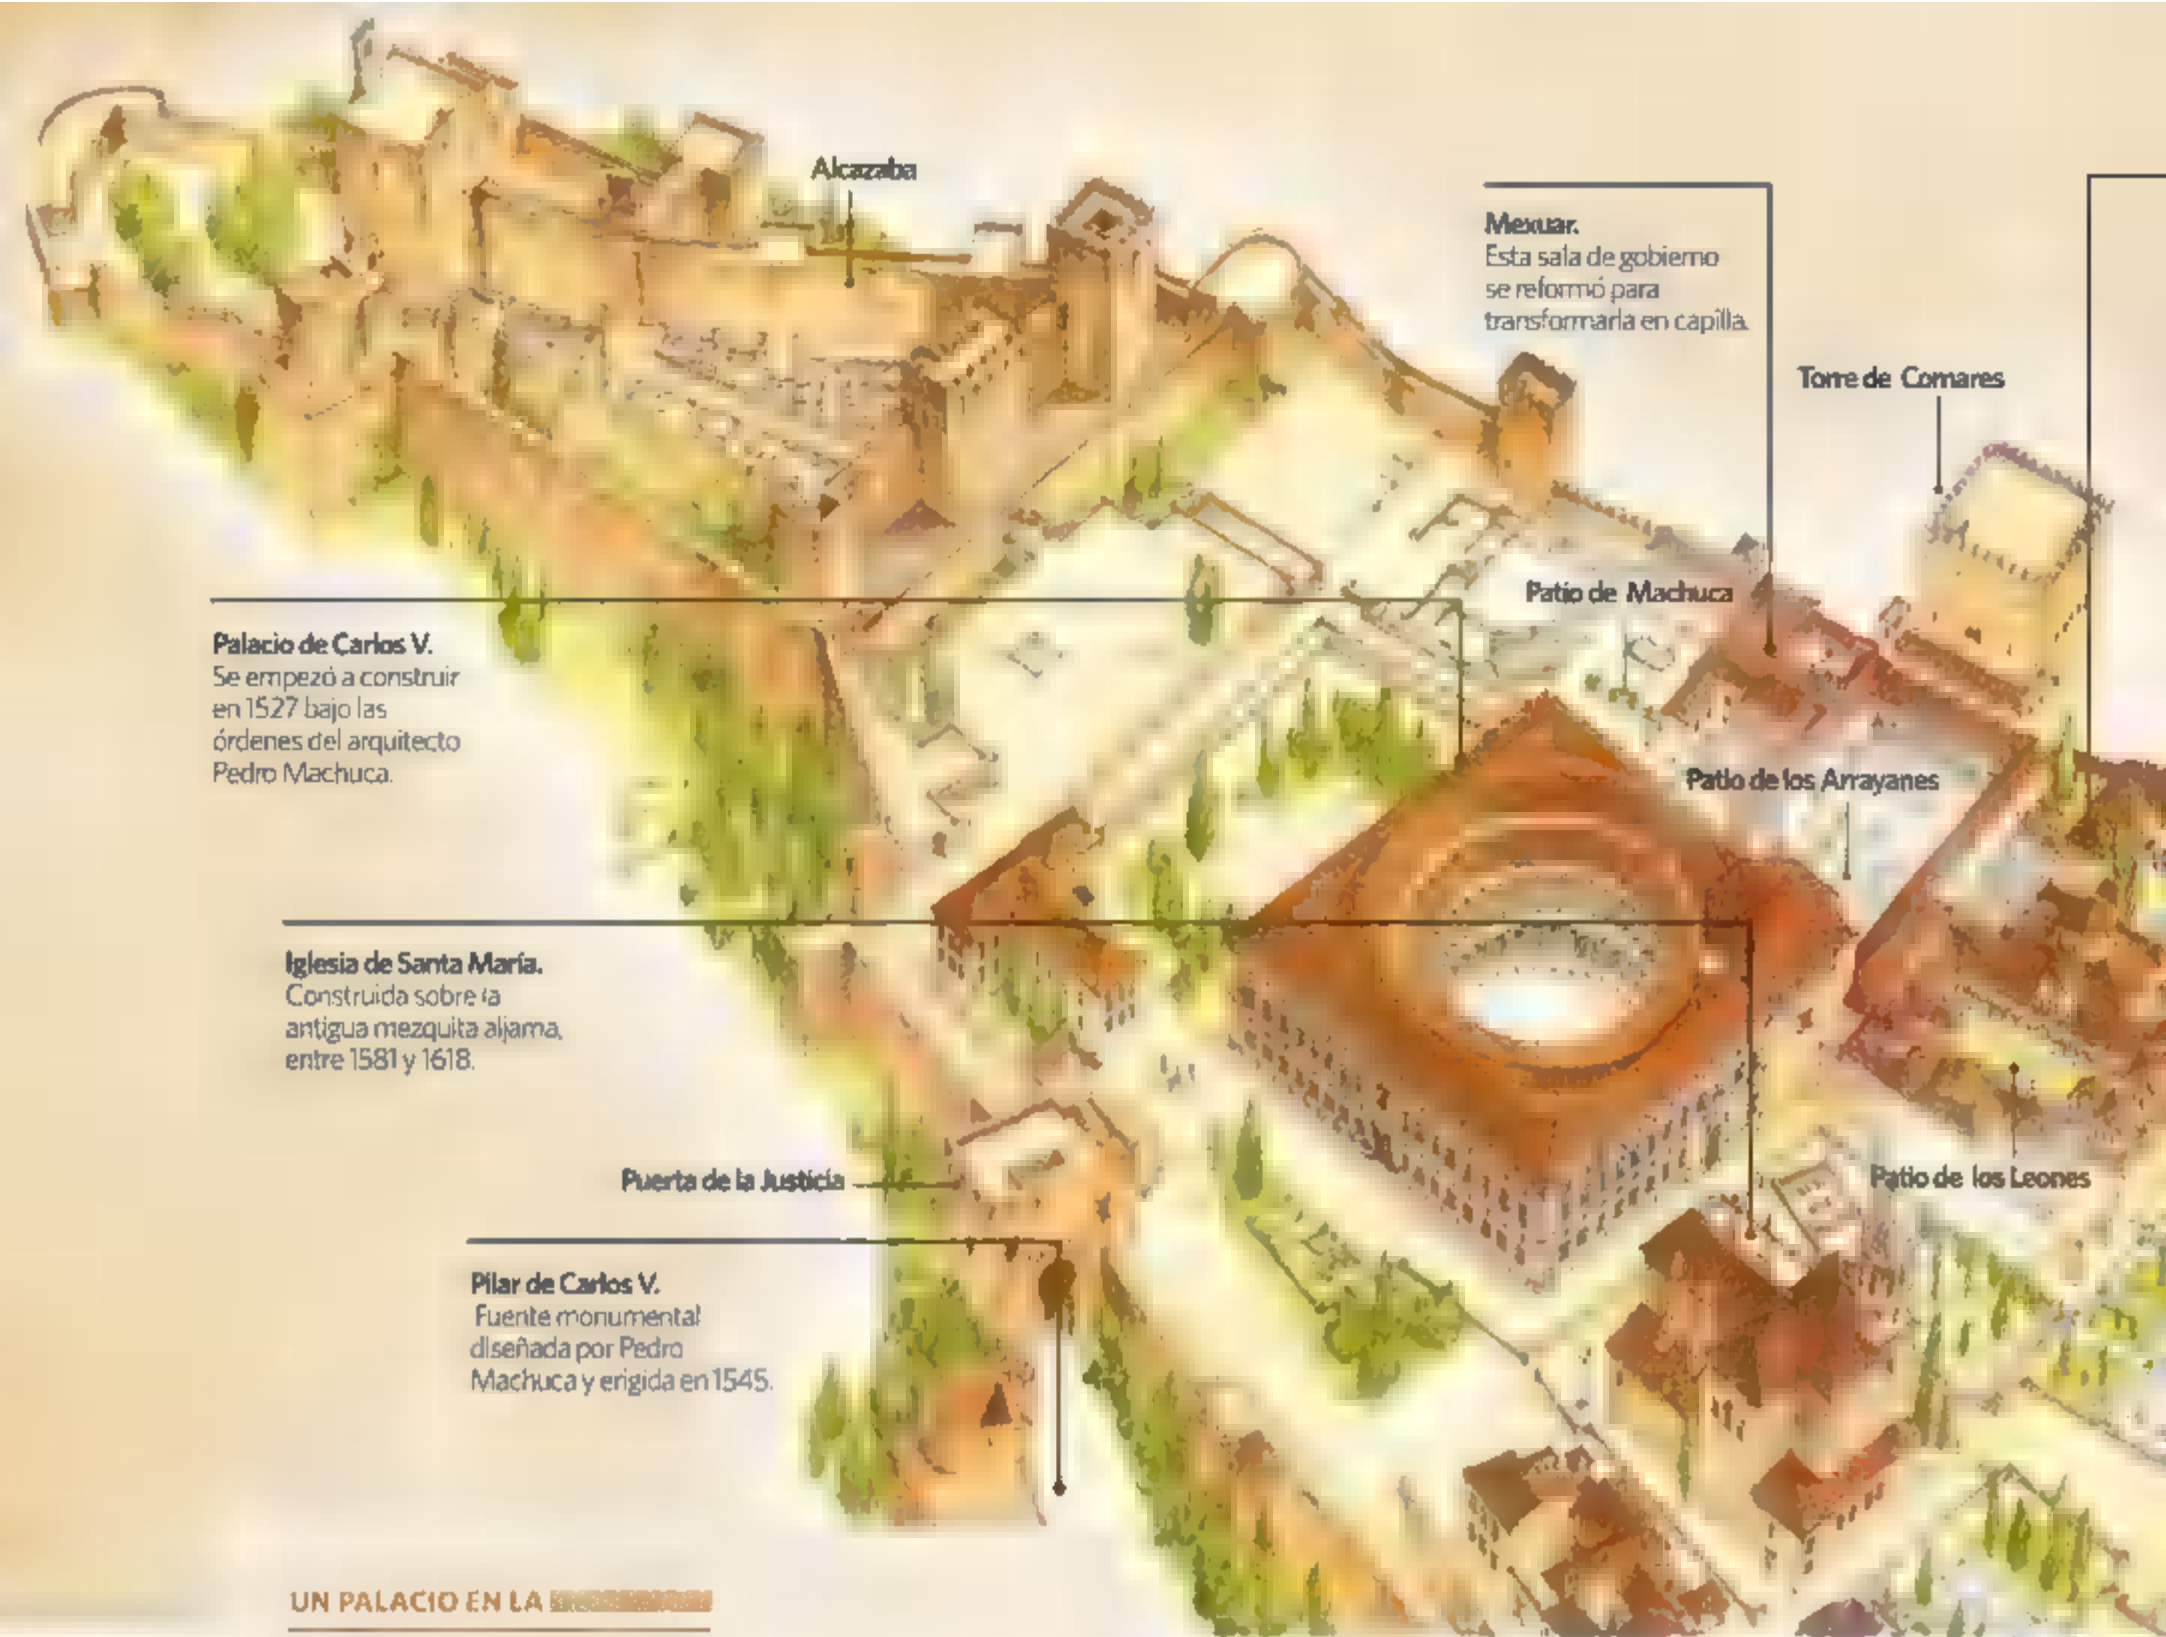 Alcazaba
Mexuar.
Esta sala de gobierno
se reformó para
transformarla en capilla.
Torre de Comares
Patio de Machuca
Palacio de Carlos V.
Se empezó a construir
en 1527 bajo las
órdenes del arquitecto
Pedro Machuca.
Patio de los Arrayanes
Iglesia de Santa María.
Construida sobre la
antigua mezquita aljama,
entre 1581 y 1618.
Puerta de la Justicia
Patio de los Leones
Pilar de Carlos V.
Fuente monumental
diseñada por Pedro
Machuca y erigida en 1545.
UN PALACIO EN LA